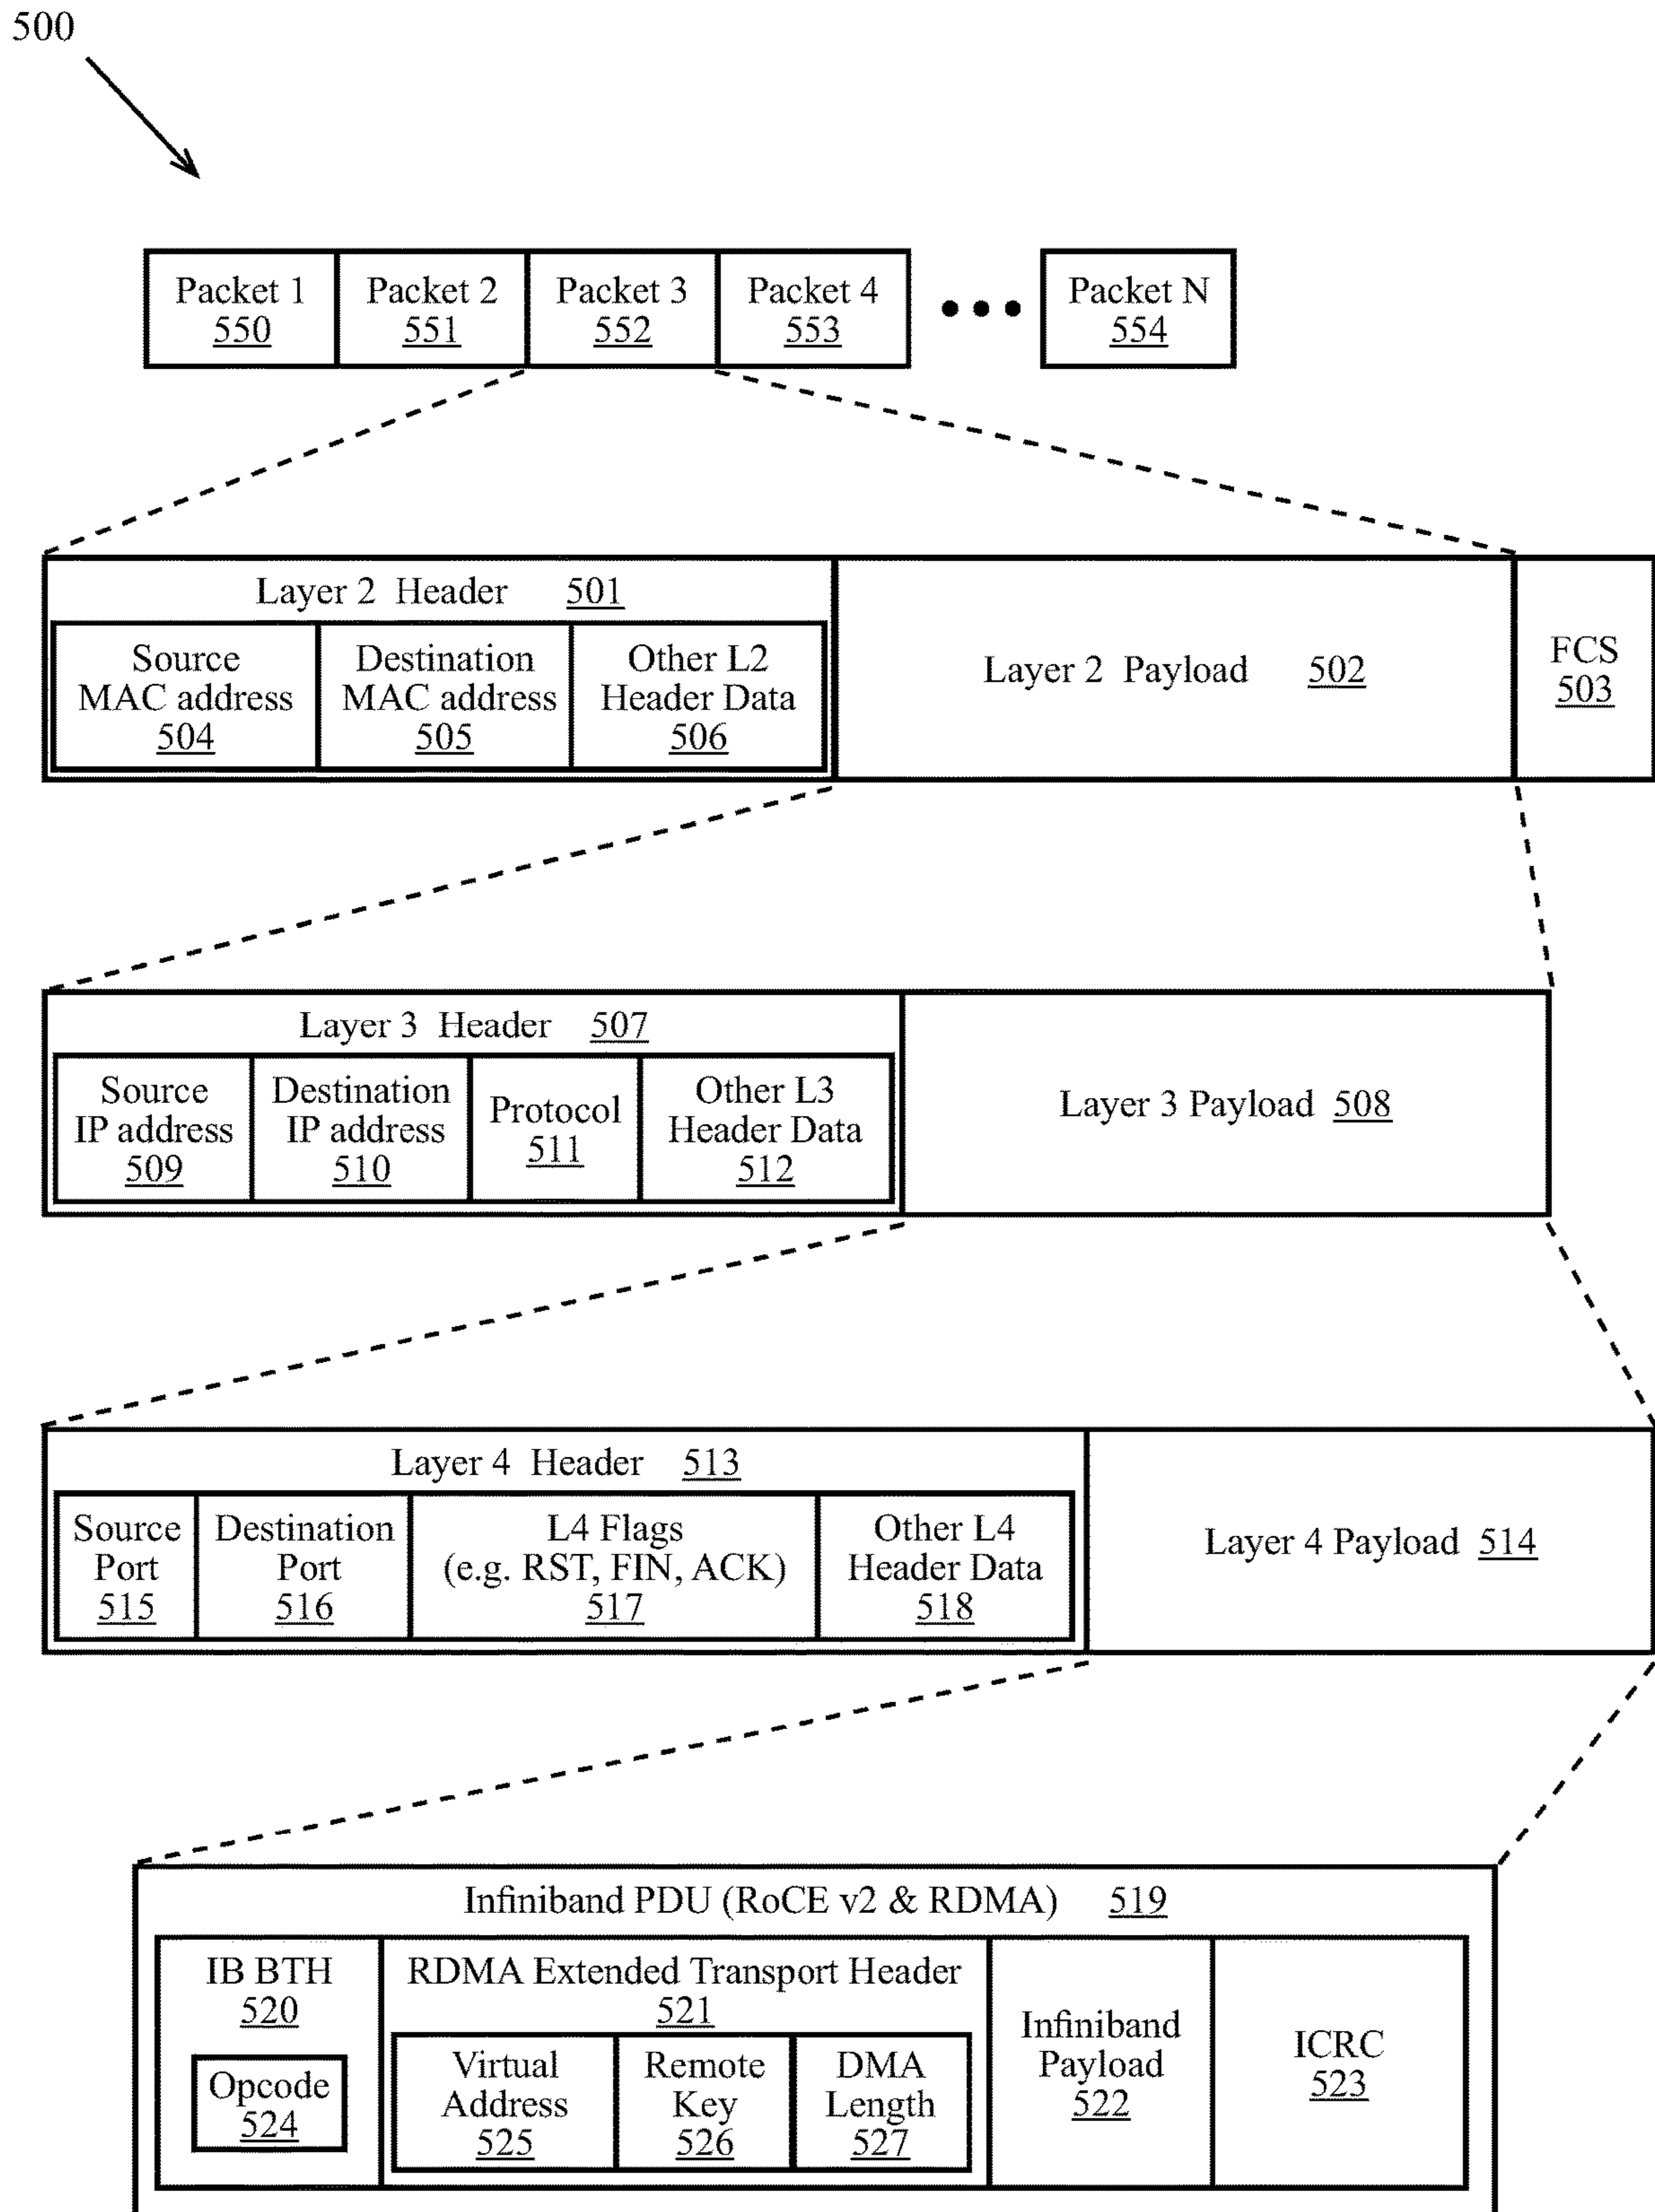 500
Packet 1
550
Packet 2
551
Packet 3
552
Packet 4
553
Packet N
554
Layer 2 Header 501
Source
MAC address
504
Destination
MAC address
505
Other L2
Header Data
506
Layer 2 Payload 502
FCS
503
Layer 3 Header 507
Source
IP address
509
Destination
IP address
510
Protocol
511
Other L3
Header Data
512
Layer 3 Payload 508
Layer 4 Header 513
Source
Port
515
Destination
Port
516
L4 Flags
(e.g. RST, FIN, ACK)
517
Other L4
Header Data
518
Layer 4 Payload 514
Infiniband PDU (RoCE v2 & RDMA) 519
IB BTH
520
Opcode
524
RDMA Extended Transport Header
521
Virtual
Address
525
Remote
Key
526
DMA
Length
527
Infiniband
Payload
522
ICRC
523